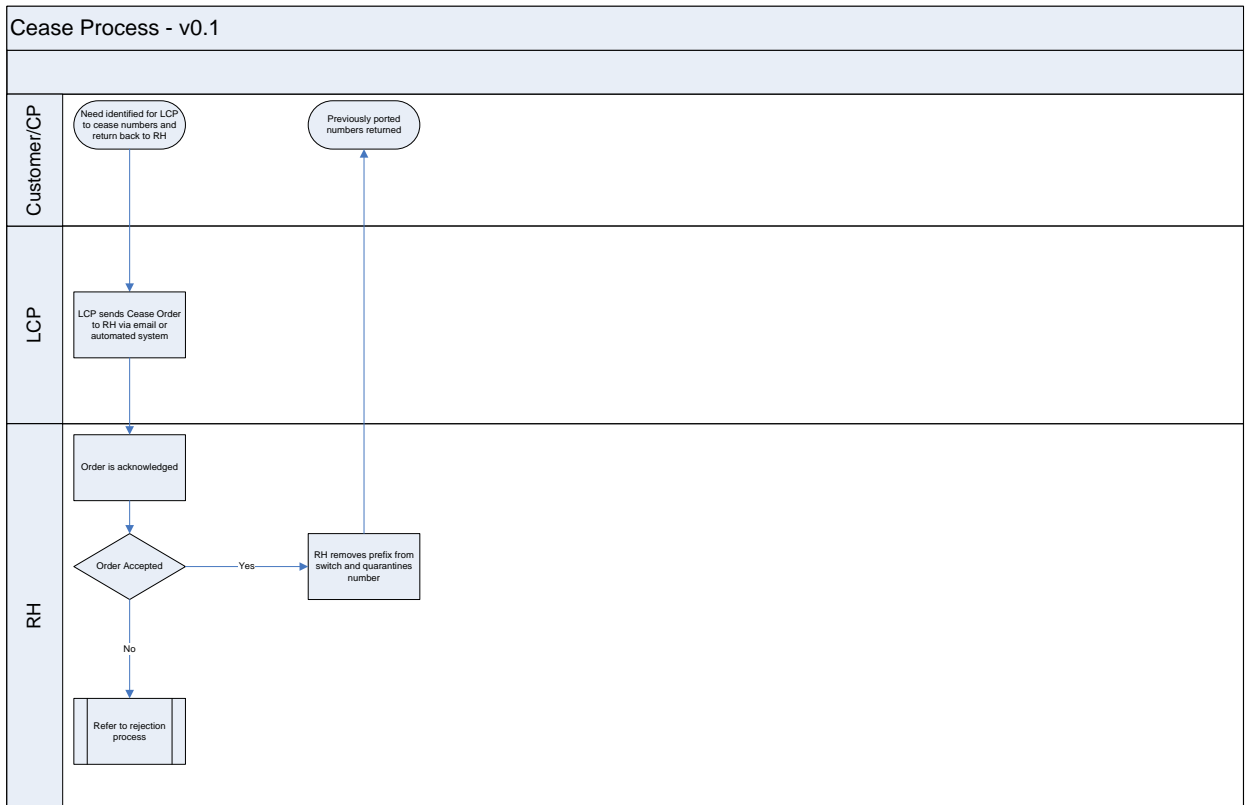 Cease Process - v0.1
Customer/CP
Need identified for LCP
to cease numbers and
return back to RH
Previously ported
numbers returned
LCP
LCP sends Cease Order
to RH via email or
automated system
RH
Order is acknowledged
Order Accepted
Yes
RH removes prefix from
switch and quarantines
number
No
Refer to rejection
process